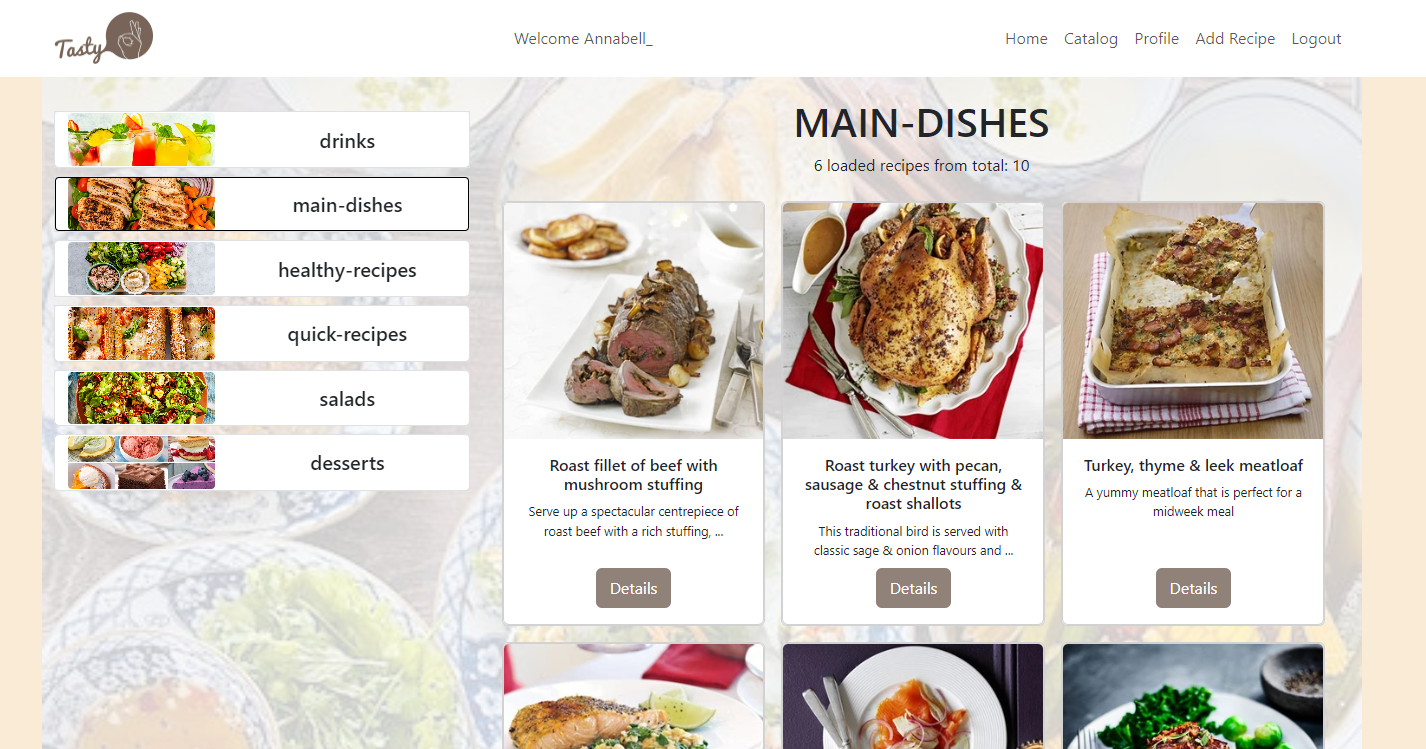 Tasty
Welcome Annabell_
Home Catalog Profile Add Recipe Logout
drinks
main-dishes
healthy-recipes
quick-recipes
salads
desserts
MAIN-DISHES
6 loaded recipes from total: 10
Roast fillet of beef with
mushroom stuffing
Serve up a spectacular centrepiece of
roast beef with a rich stuffing, ...
Details
Roast turkey with pecan,
sausage & chestnut stuffing &
roast shallots
This traditional bird is served with
classic sage & onion flavours and ...
Details
Turkey, thyme & leek meatloaf
A yummy meatloaf that is perfect for a
midweek meal
Details